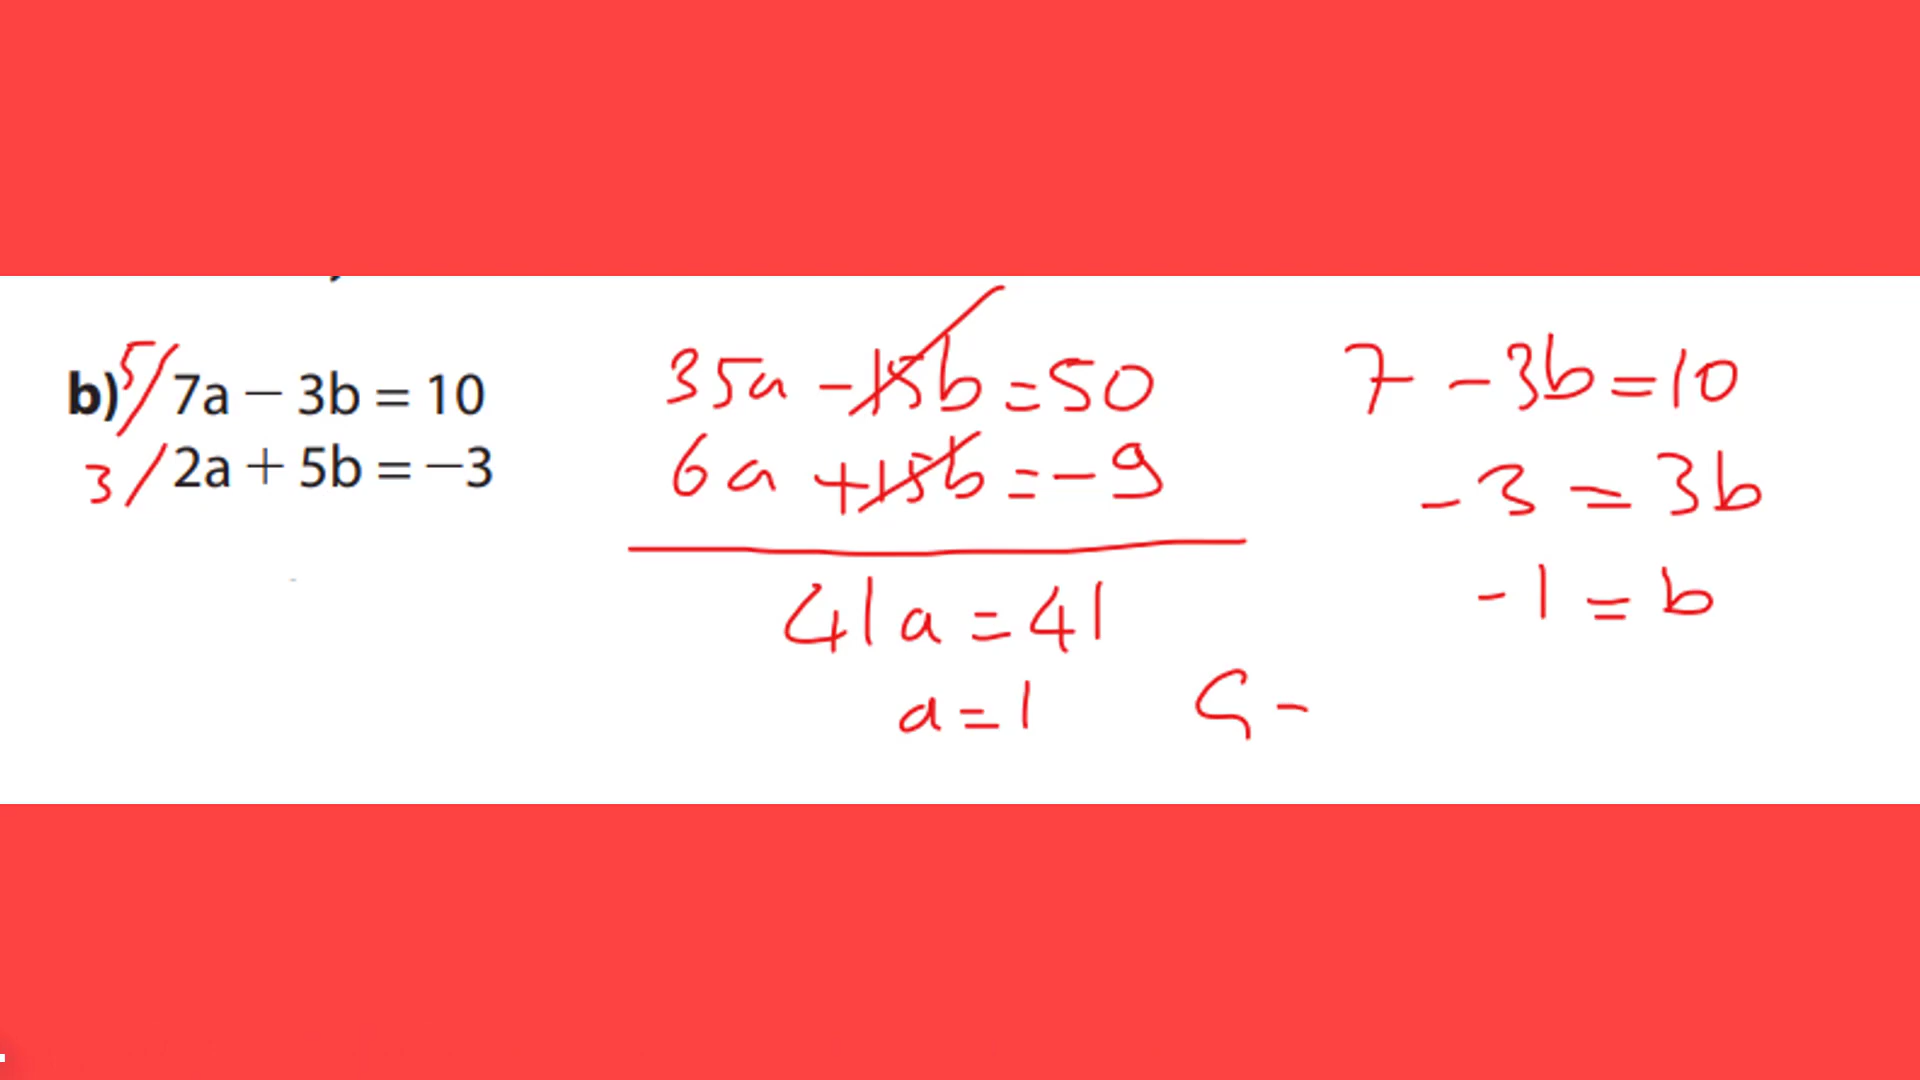 b) 5/ 7a − 3b = 10
3/ 2a + 5b = −3
35a − 15b = 50
6a + 15b = −9
41a = 41
a = 1
7 − 3b = 10
−3 = 3b
−1 = b